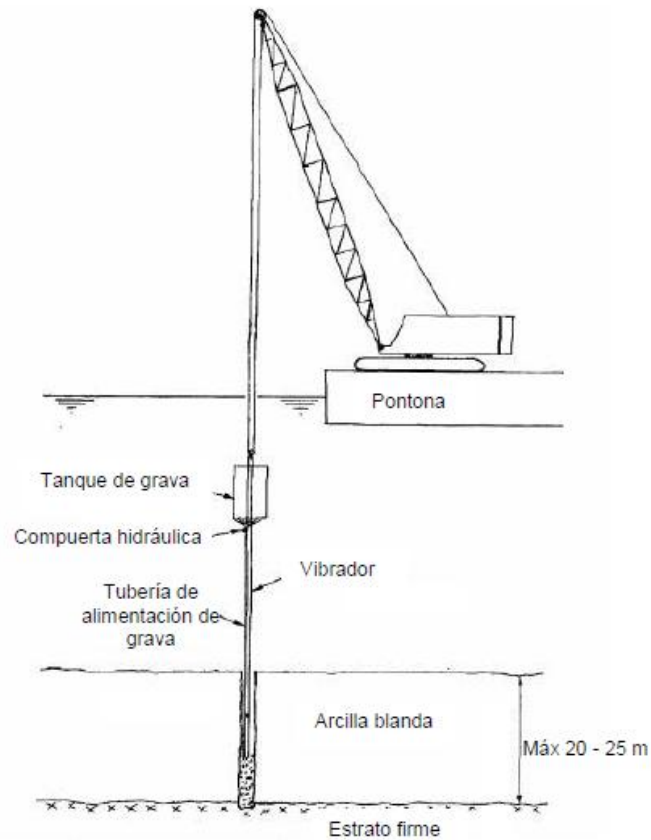 Pontona
Tanque de grava
Compuerta hidráulica
Vibrador
Tubería de
alimentación de
grava
Arcilla blanda
Máx 20 - 25 m
Estrato firme